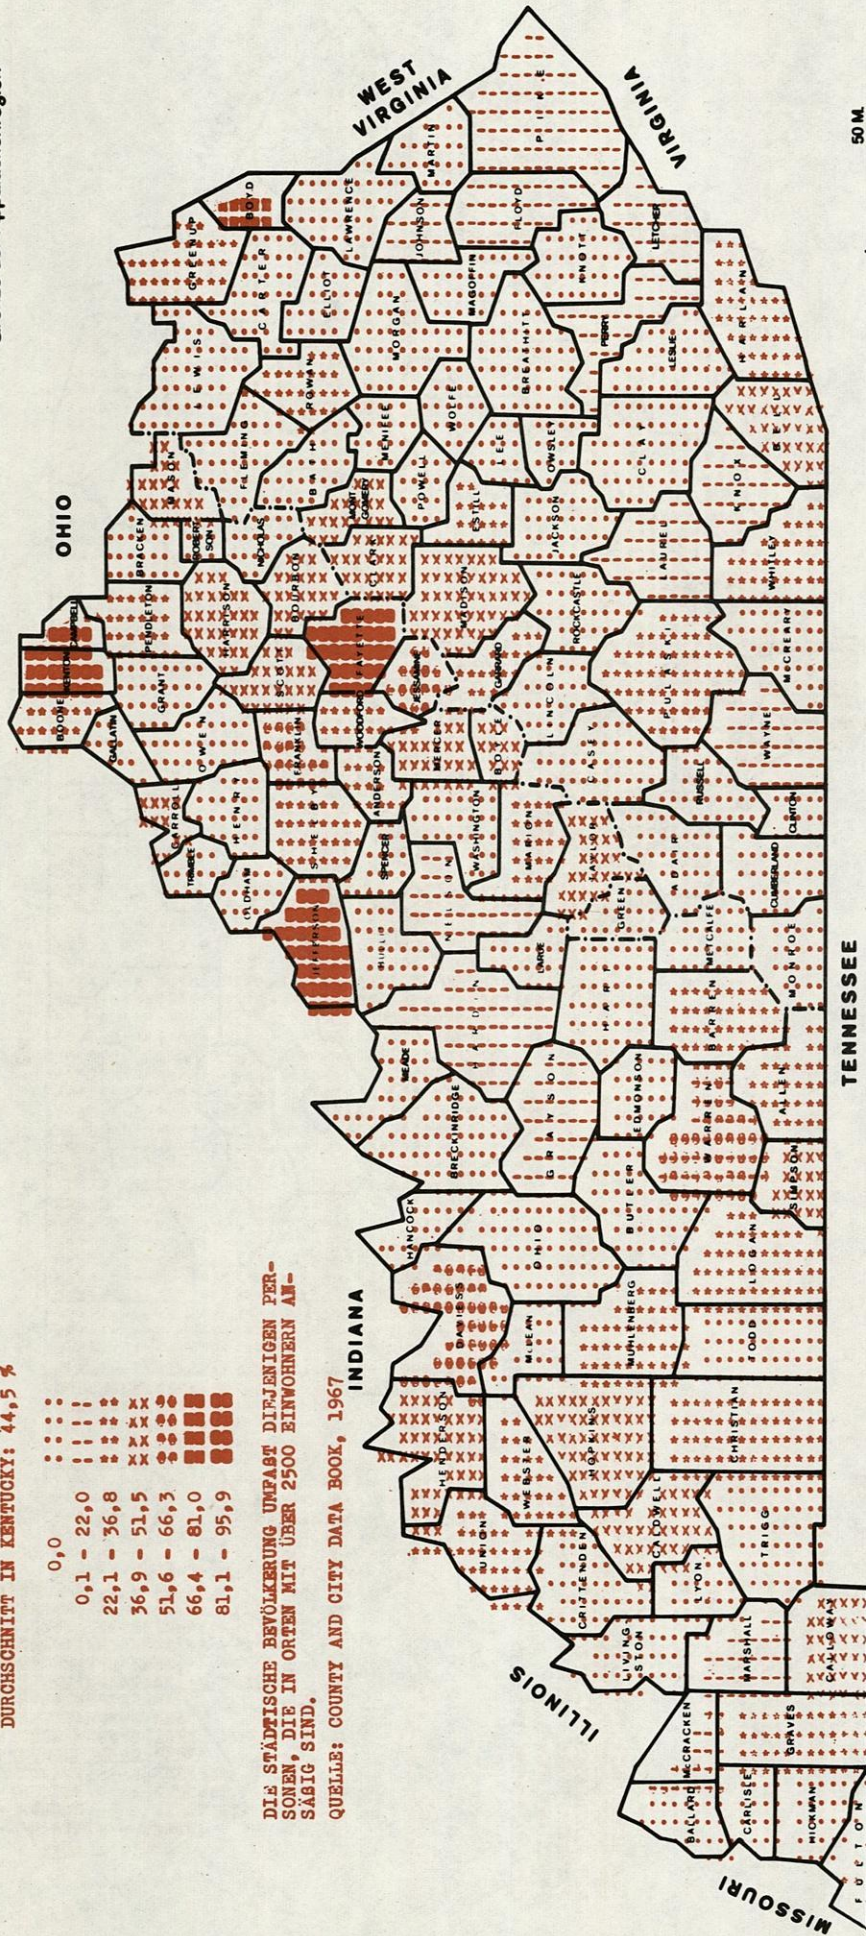 DURCHSCHNITT IN KENTUCKY: 44,5 %
0,0
0,1 - 22,0
22,1 - 36,8
36,9 - 51,5
51,6 - 66,3
66,4 - 81,0
81,1 - 95,9
DIE STÄDTISCHE BEVÖLKERUNG UMFAßT DIEJENIGEN PER-
SONEN, DIE IN ORTEN MIT ÜBER 2500 EINWOHNERN AN-
SÄßIG SIND.
QUELLE: COUNTY AND CITY DATA BOOK, 1967
OHIO
WEST
VIRGINIA
VIRGINIA
INDIANA
ILLINOIS
MISSOURI
TENNESSEE
50 M.
BOONE
KENTON
CAMPBELL
GALLATIN
GRANT
PENDLETON
BRACKEN
MASON
LEWIS
GREENUP
BOYD
CARTER
CARROLL
TRIMBLE
OWEN
HENRY
OLDHAM
HARRISON
ROBERT
SON
NICHOLAS
FLEMING
ROWAN
ELLIOT
LAWRENCE
MARTIN
JOHNSON
JEFFERSON
SHELBY
FRANKLIN
SCOTT
BOURBON
BATH
MENIFEE
MORGAN
MAGOFFIN
FLOYD
PIKE
SPENCER
ANDERSON
WOODFORD
FAYETTE
CLARK
MONT
GOMERY
POWELL
WOLFE
BREATHITT
KNOTT
LETCHER
MEADE
BULLIT
NELSON
WASHINGTON
MERCER
JESSAMINE
MADISON
ESTILL
LEE
OWSLEY
PERRY
LESLIE
HARLAN
HANCOCK
BRECKINRIDGE
HARDIN
LARUE
MARION
BOYLE
GARRARD
LINCOLN
ROCKCASTLE
JACKSON
CLAY
LAUREL
KNOX
BELL
HENDERSON
DAVIESS
OHIO
GRAYSON
HART
GREEN
TAYLOR
CASEY
PULASKI
WHITLEY
McCREARY
UNION
WEBSTER
McLEAN
MUHLENBERG
BUTLER
EDMONSON
WARREN
BARREN
METCALFE
ADAIR
RUSSELL
WAYNE
CRITTENDEN
HOPKINS
CALDWELL
CHRISTIAN
TODD
LOGAN
SIMPSON
ALLEN
MONROE
CUMBERLAND
CLINTON
LIVING
STON
LYON
TRIGG
MARSHALL
CALLOWAY
McCRACKEN
BALLARD
CARLISLE
GRAVES
HICKMAN
FULTON